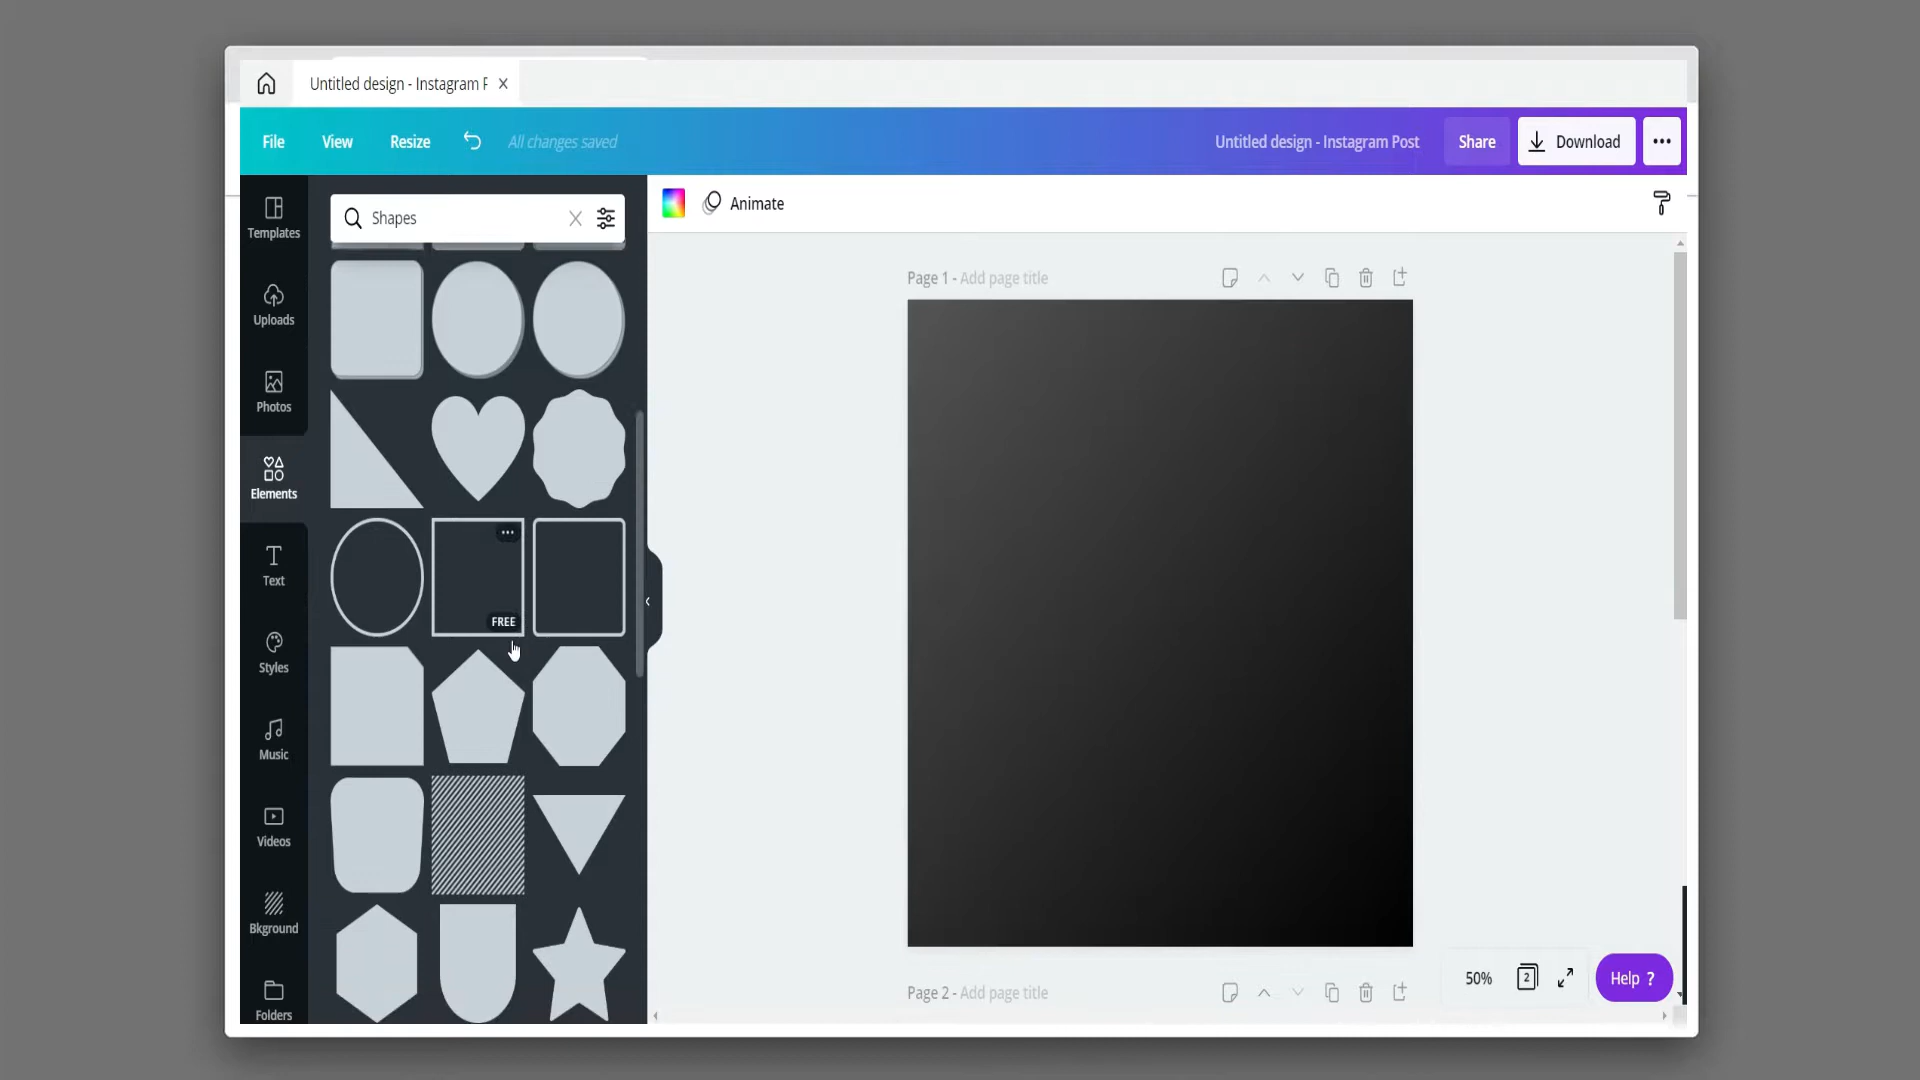 Untitled design - Instagram F
File
View
Resize
All changes saved
Untitled design - Instagram Post
Share
Download
Templates
Uploads
Photos
Elements
Text
Styles
Music
Videos
Bkground
Folders
Shapes
FREE
Animate
Page 1 - Add page title
Page 2 - Add page title
50%
2
Help ?